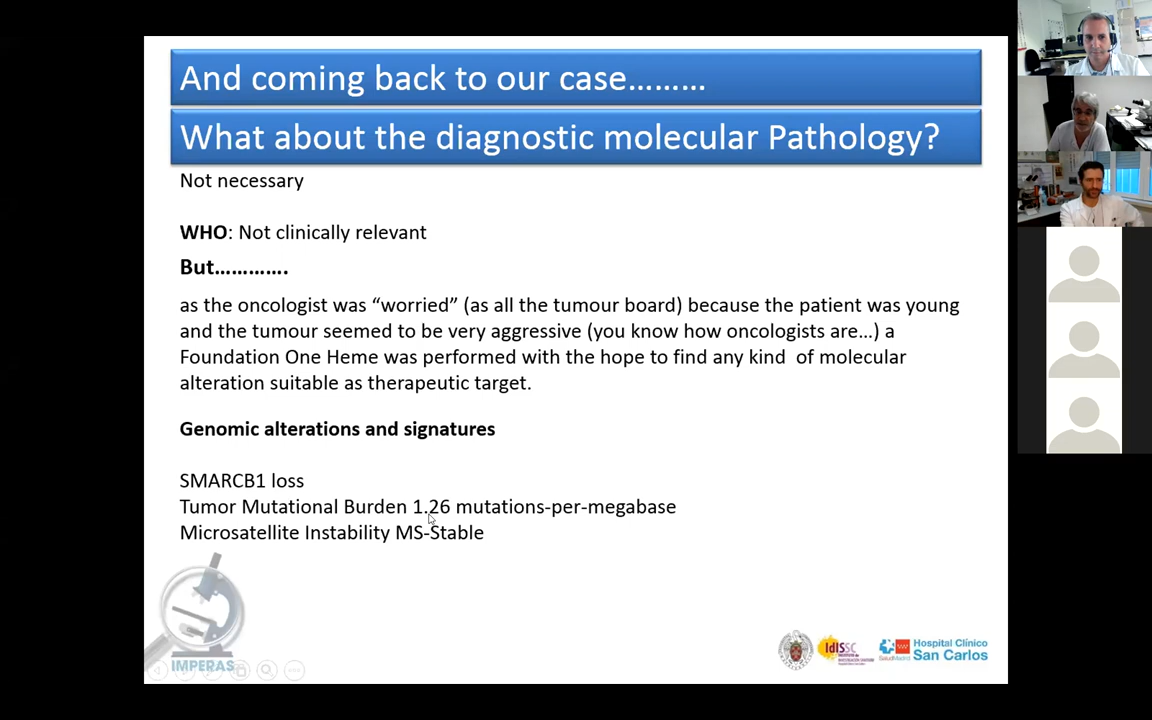 And coming back to our case………
What about the diagnostic molecular Pathology?
Not necessary
WHO: Not clinically relevant
But………….
as the oncologist was “worried” (as all the tumour board) because the patient was young
and the tumour seemed to be very aggressive (you know how oncologists are…) a
Foundation One Heme was performed with the hope to find any kind of molecular
alteration suitable as therapeutic target.
Genomic alterations and signatures
SMARCB1 loss
Tumor Mutational Burden 1.26 mutations-per-megabase
Microsatellite Instability MS-Stable
IMPERAS
IdISSC
SaludMadrid
Hospital Clínico
San Carlos